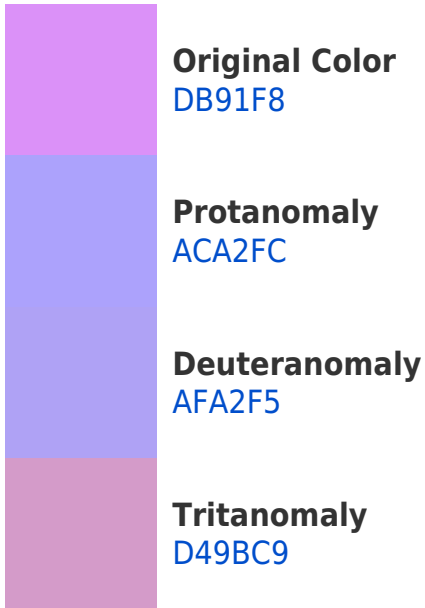 Original Color
DB91F8
Protanomaly
ACA2FC
Deuteranomaly
AFA2F5
Tritanomaly
D49BC9